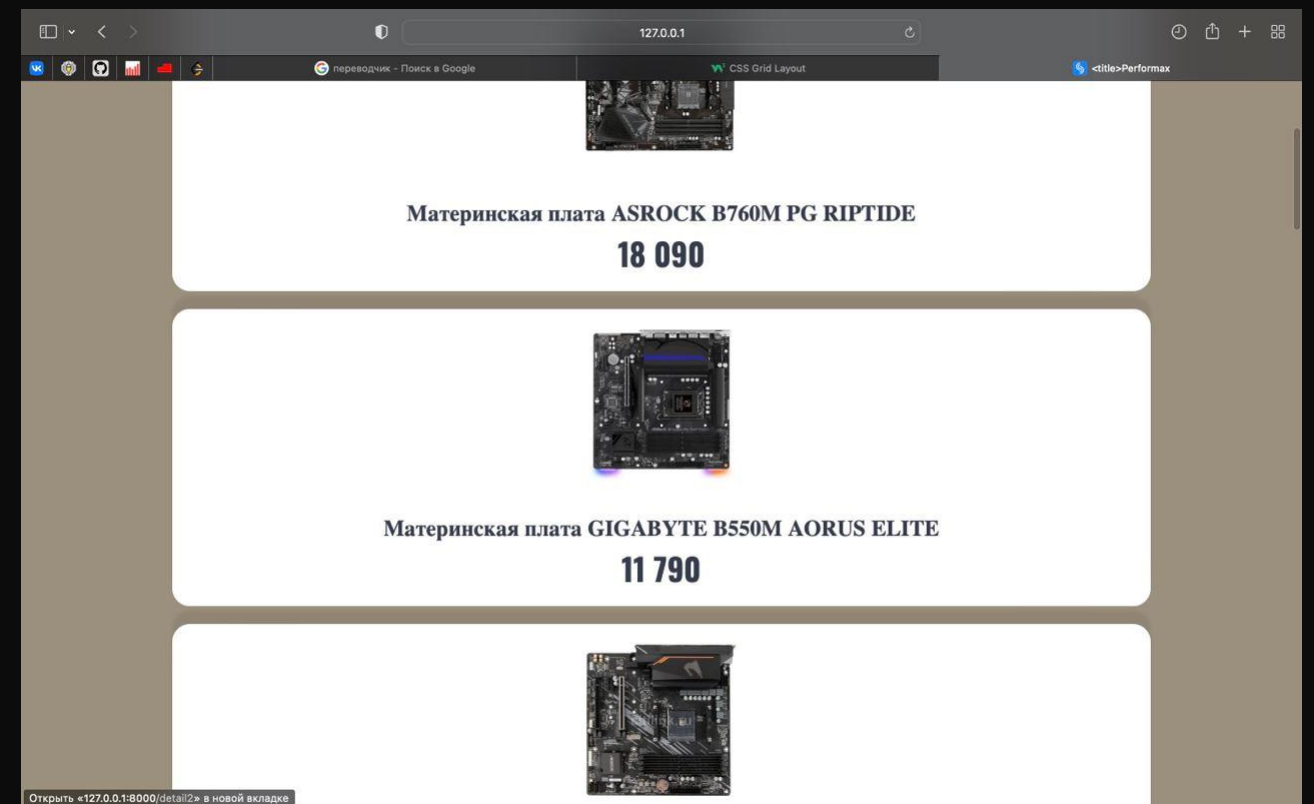 127.0.0.1
переводчик - Поиск в Google
CSS Grid Layout
<title>Performax
Материнская плата ASROCK B760M PG RIPTIDE
18 090
Материнская плата GIGABYTE B550M AORUS ELITE
11 790
Открыть «127.0.0.1:8000/detail2» в новой вкладке